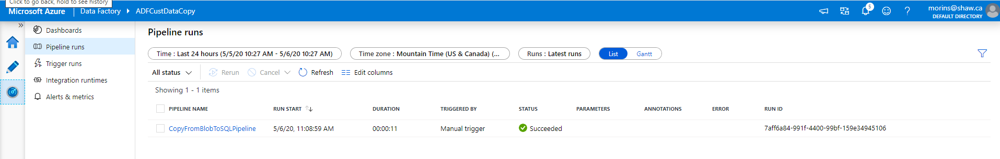 Click to go back, hold to see history
Microsoft Azure Data Factory ADFCustDataCopy 5 morins@shaw.ca
DEFAULT DIRECTORY
Dashboards
Pipeline runs
Trigger runs
Integration runtimes
Alerts & metrics
Pipeline runs
Time : Last 24 hours (5/5/20 10:27 AM - 5/6/20 10:27 AM) Time zone : Mountain Time (US & Canada) (... Runs : Latest runs List Gantt
All status Rerun Cancel Refresh Edit columns
Showing 1 - 1 items
PIPELINE NAME RUN START DURATION TRIGGERED BY STATUS PARAMETERS ANNOTATIONS ERROR RUN ID
CopyFromBlobToSQLPipeline 5/6/20, 11:08:59 AM 00:00:11 Manual trigger Succeeded 7aff6a84-991f-4400-99bf-159e34945106